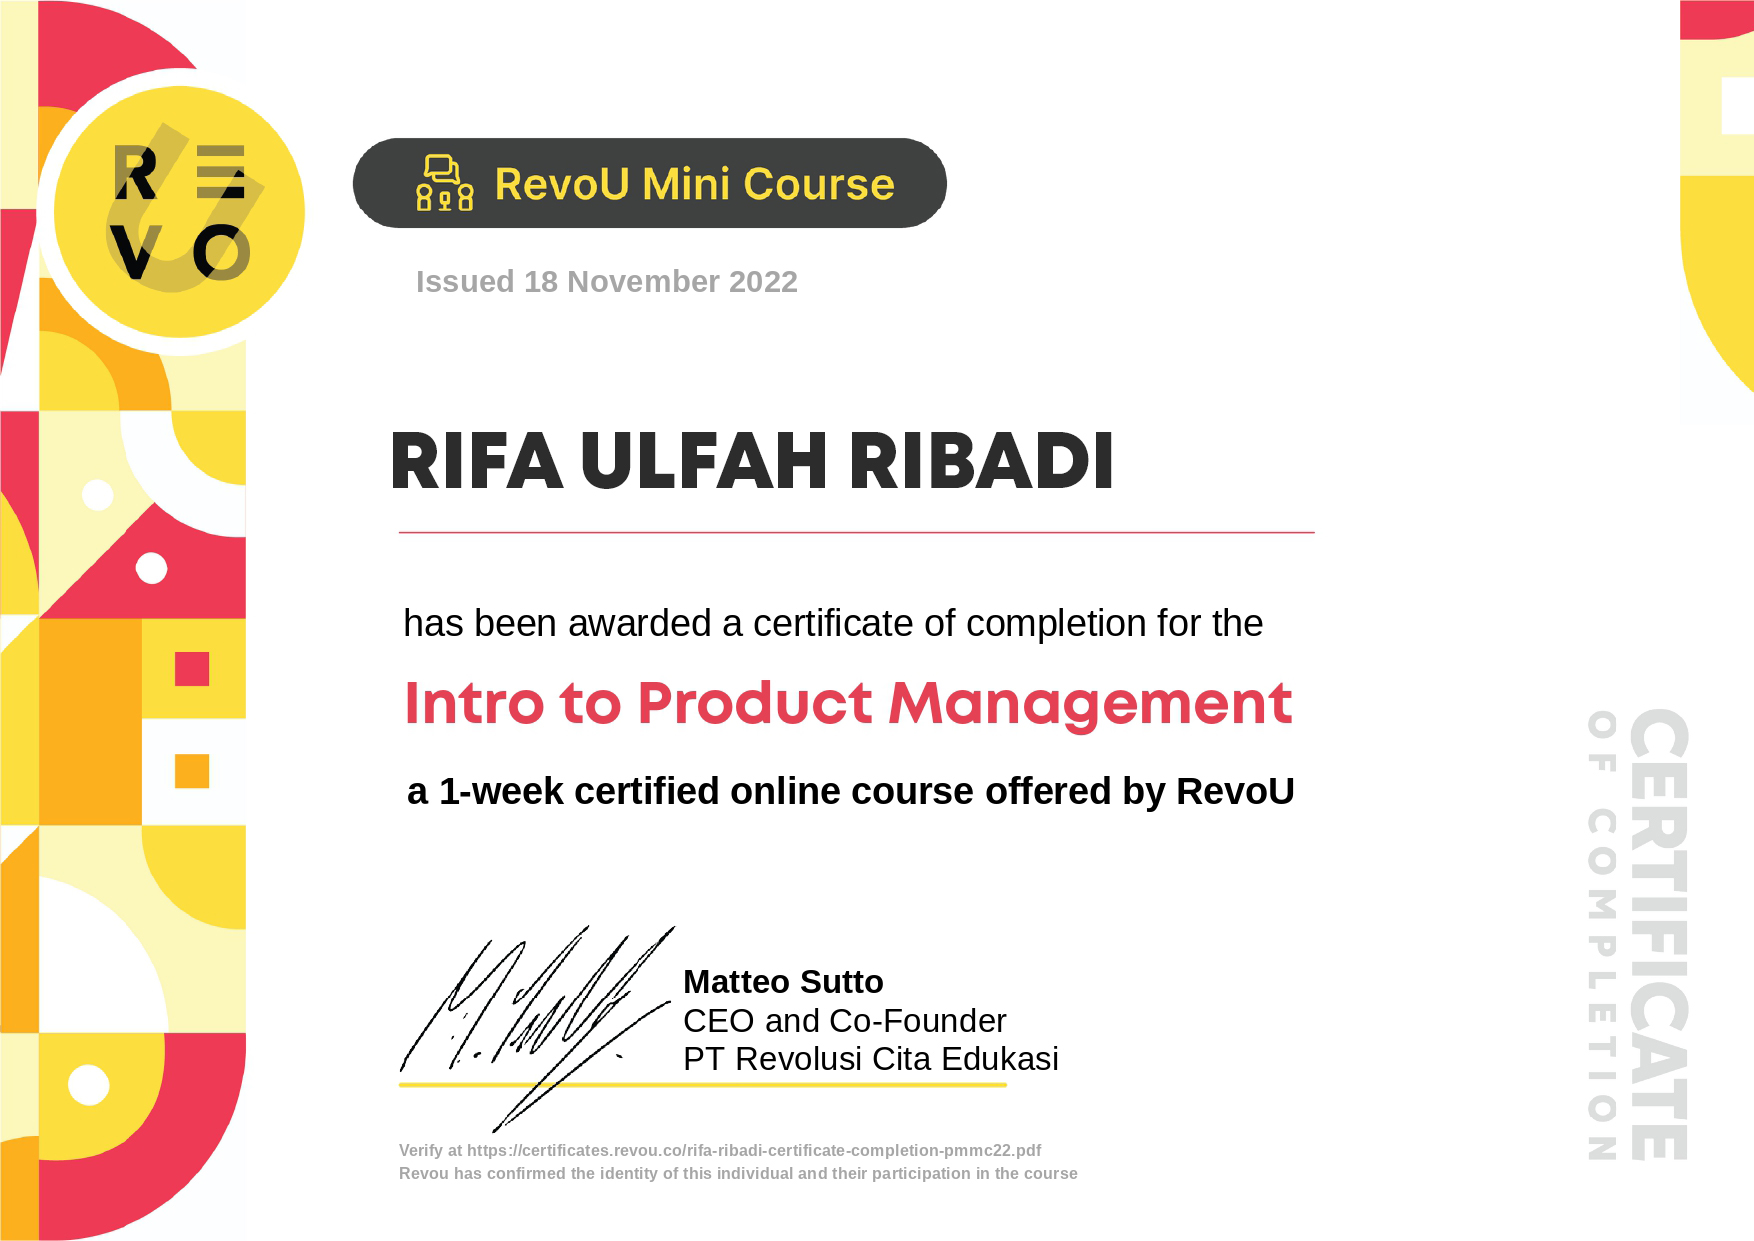 RE
VO
RevoU Mini Course
Issued 18 November 2022
RIFA ULFAH RIBADI
has been awarded a certificate of completion for the
Intro to Product Management
a 1-week certified online course offered by RevoU
Matteo Sutto
CEO and Co-Founder
PT Revolusi Cita Edukasi
Verify at https://certificates.revou.co/rifa-ribadi-certificate-completion-pmmc22.pdf
Revou has confirmed the identity of this individual and their participation in the course
CERTIFICATE
OF COMPLETION